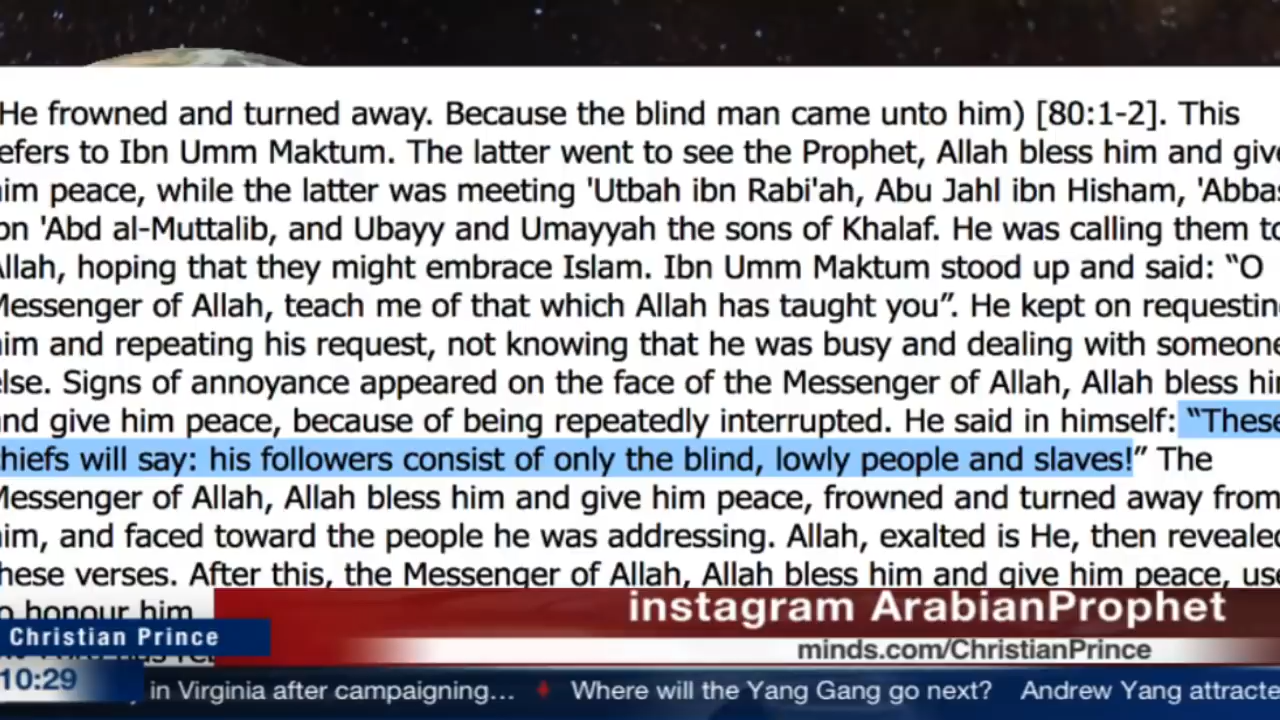 He frowned and turned away. Because the blind man came unto him) [80:1-2]. This
efers to Ibn Umm Maktum. The latter went to see the Prophet, Allah bless him and give
im peace, while the latter was meeting 'Utbah ibn Rabi'ah, Abu Jahl ibn Hisham, 'Abbas
bn 'Abd al-Muttalib, and Ubayy and Umayyah the sons of Khalaf. He was calling them to
Allah, hoping that they might embrace Islam. Ibn Umm Maktum stood up and said: “O
Messenger of Allah, teach me of that which Allah has taught you”. He kept on requestin
him and repeating his request, not knowing that he was busy and dealing with someone
else. Signs of annoyance appeared on the face of the Messenger of Allah, Allah bless hi
and give him peace, because of being repeatedly interrupted. He said in himself: “These
hiefs will say: his followers consist of only the blind, lowly people and slaves!” The
Messenger of Allah, Allah bless him and give him peace, frowned and turned away from
him, and faced toward the people he was addressing. Allah, exalted is He, then revealed
hese verses. After this, the Messenger of Allah, Allah bless him and give him peace, use
o honour him
instagram ArabianProphet
Christian Prince
minds.com/ChristianPrince
10:29
in Virginia after campaigning... ♦ Where will the Yang Gang go next? Andrew Yang attracte